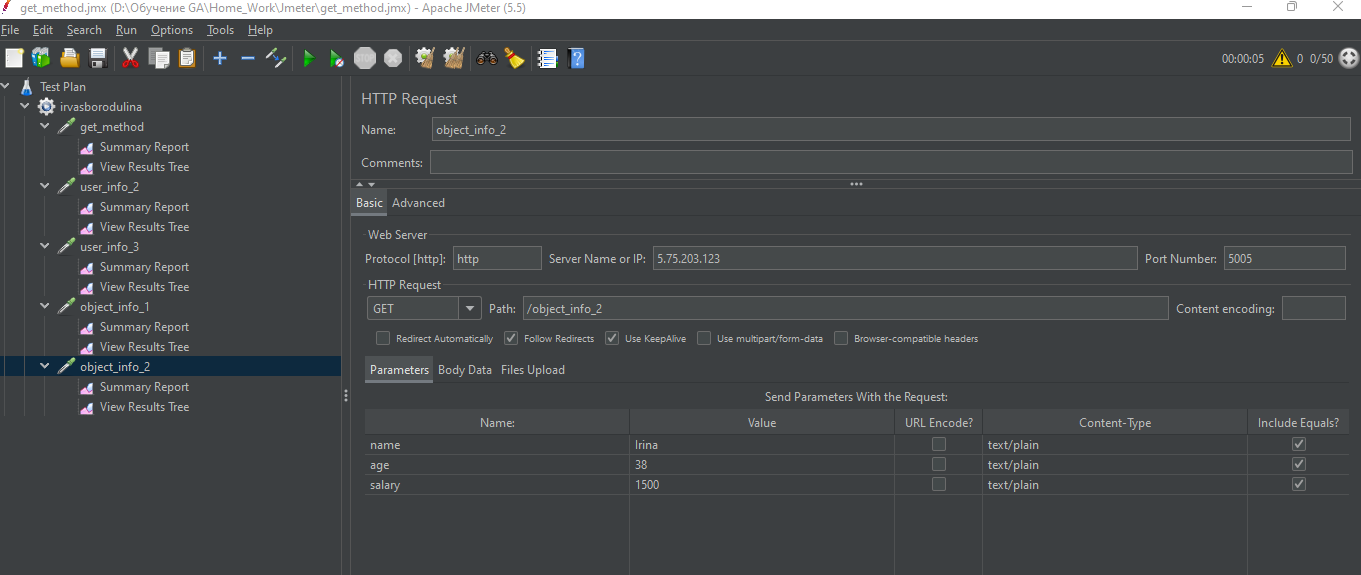 get_method.jmx (D:\Обучение GA\Home_Work\Jmeter\get_method.jmx) - Apache JMeter (5.5)
File Edit Search Run Options Tools Help
STOP
00:00:05 0 0/50
Test Plan
irvasborodulina
get_method
Summary Report
View Results Tree
user_info_2
Summary Report
View Results Tree
user_info_3
Summary Report
View Results Tree
object_info_1
Summary Report
View Results Tree
object_info_2
Summary Report
View Results Tree
HTTP Request
Name: object_info_2
Comments:
Basic Advanced
Web Server
Protocol [http]: http Server Name or IP: 5.75.203.123 Port Number: 5005
HTTP Request
GET Path: /object_info_2 Content encoding:
Redirect Automatically Follow Redirects Use KeepAlive Use multipart/form-data Browser-compatible headers
Parameters Body Data Files Upload
Send Parameters With the Request:
Name: Value URL Encode? Content-Type Include Equals?
name Irina text/plain
age 38 text/plain
salary 1500 text/plain